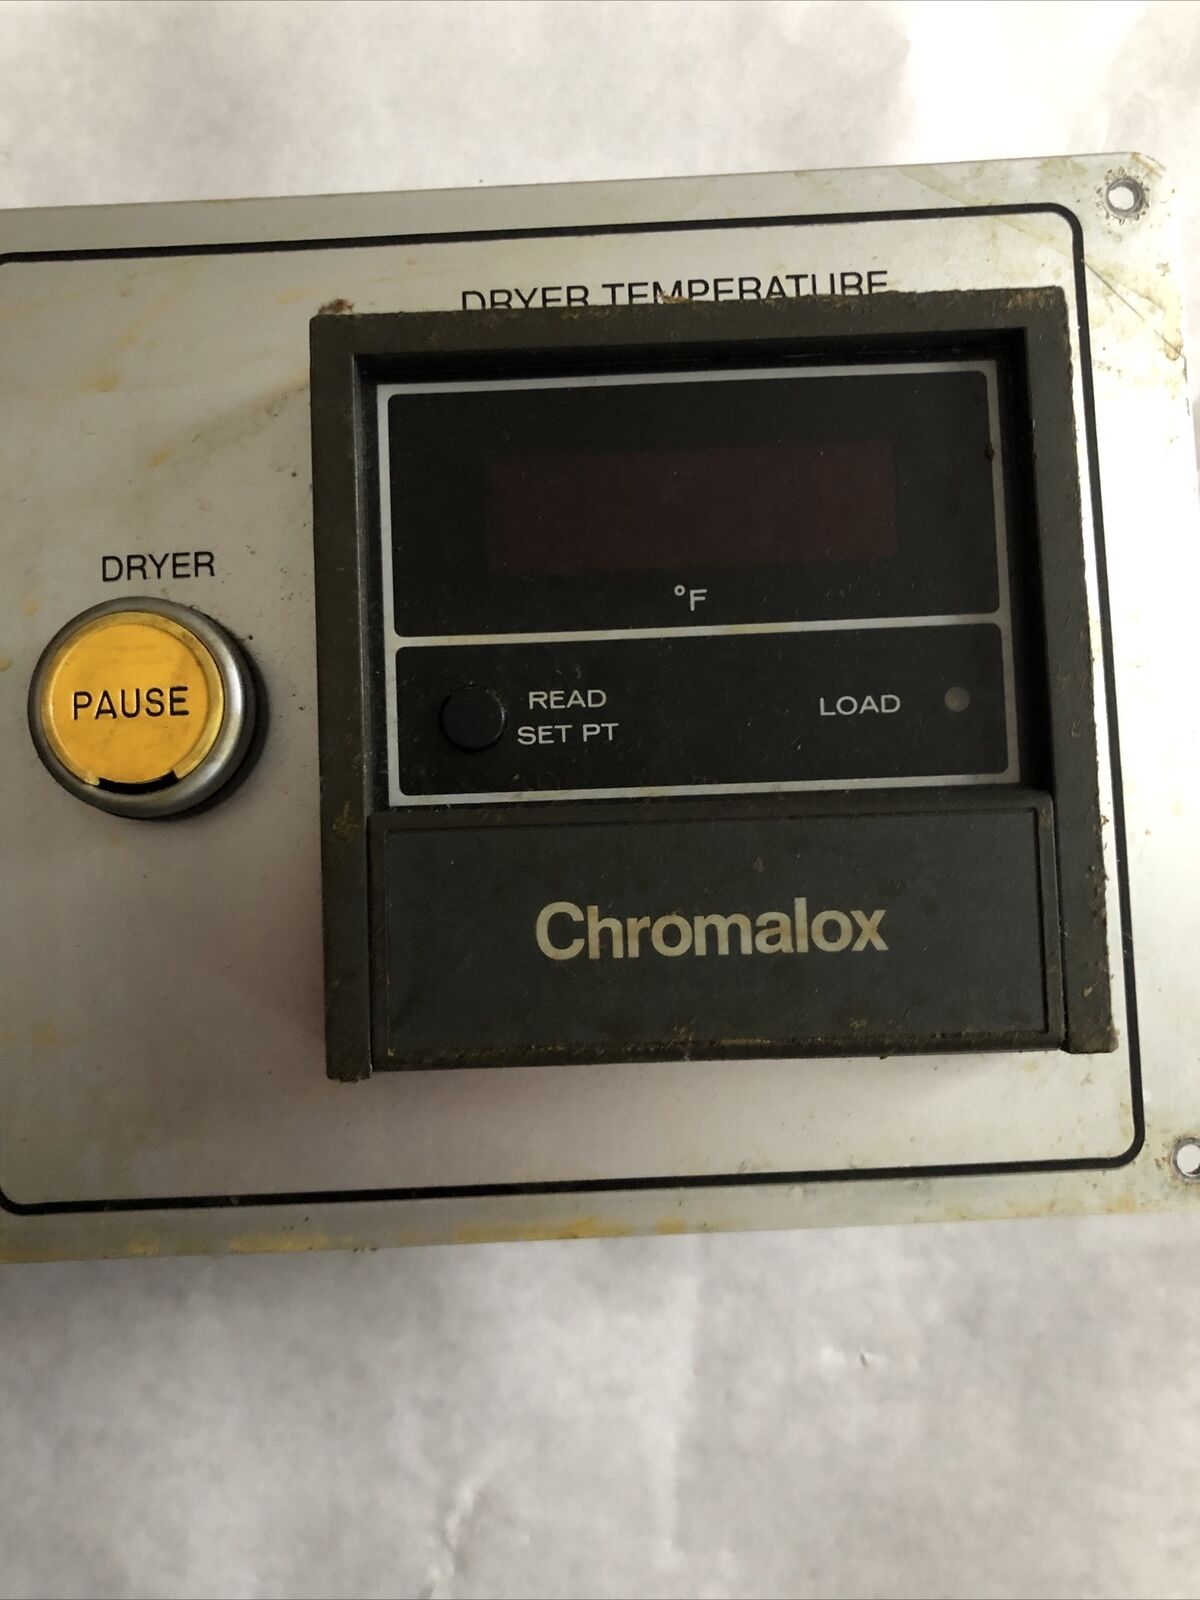 DRYER TEMPERATURE
°F
DRYER
PAUSE
READ
SET PT
LOAD
Chromalox